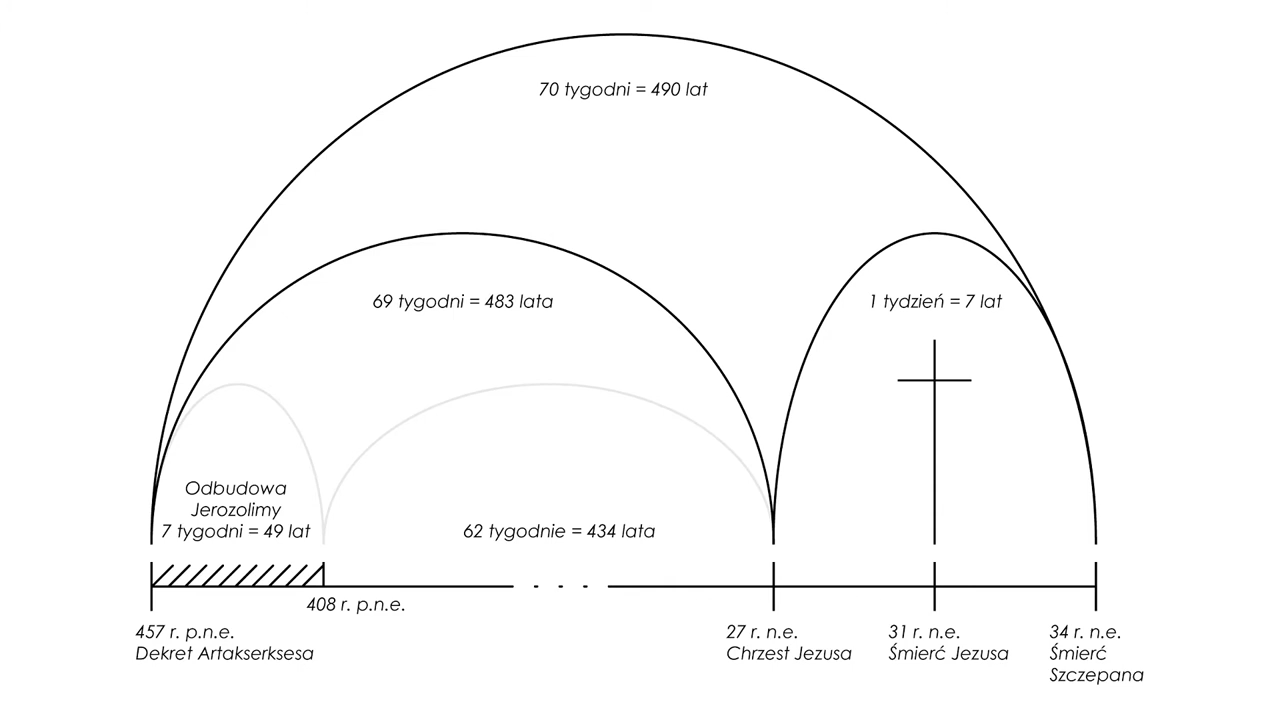 70 tygodni = 490 lat
69 tygodni = 483 lata
1 tydzień = 7 lat
Odbudowa
Jerozolimy
7 tygodni = 49 lat
62 tygodnie = 434 lata
408 r. p.n.e.
457 r. p.n.e.
Dekret Artakserksesa
27 r. n.e.
Chrzest Jezusa
31 r. n.e.
Śmierć Jezusa
34 r. n.e.
Śmierć
Szczepana